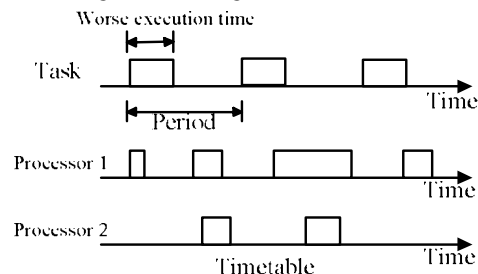 Worse execution time
Task
Time
Period
Processor 1
Time
Processor 2
Time
Timetable